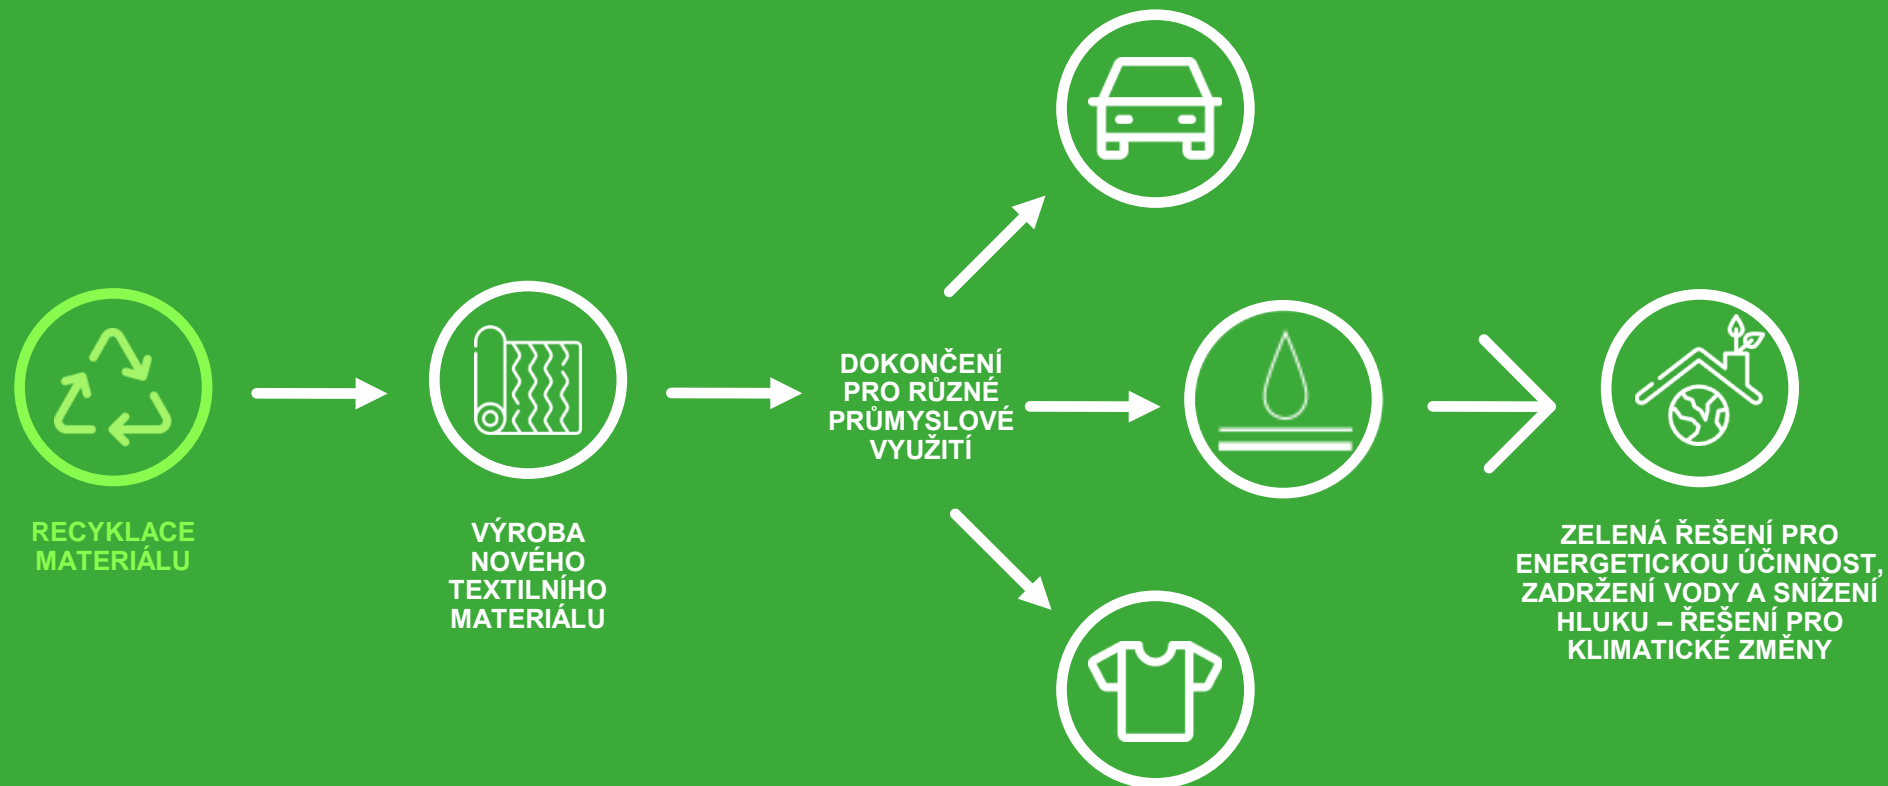 RECYKLACE
MATERIÁLU
VÝROBA
NOVÉHO
TEXTILNÍHO
MATERIÁLU
DOKONČENÍ
PRO RŮZNÉ
PRŮMYSLOVÉ
VYUŽITÍ
ZELENÁ ŘEŠENÍ PRO
ENERGETICKOU ÚČINNOST,
ZADRŽENÍ VODY A SNÍŽENÍ
HLUKU – ŘEŠENÍ PRO
KLIMATICKÉ ZMĚNY